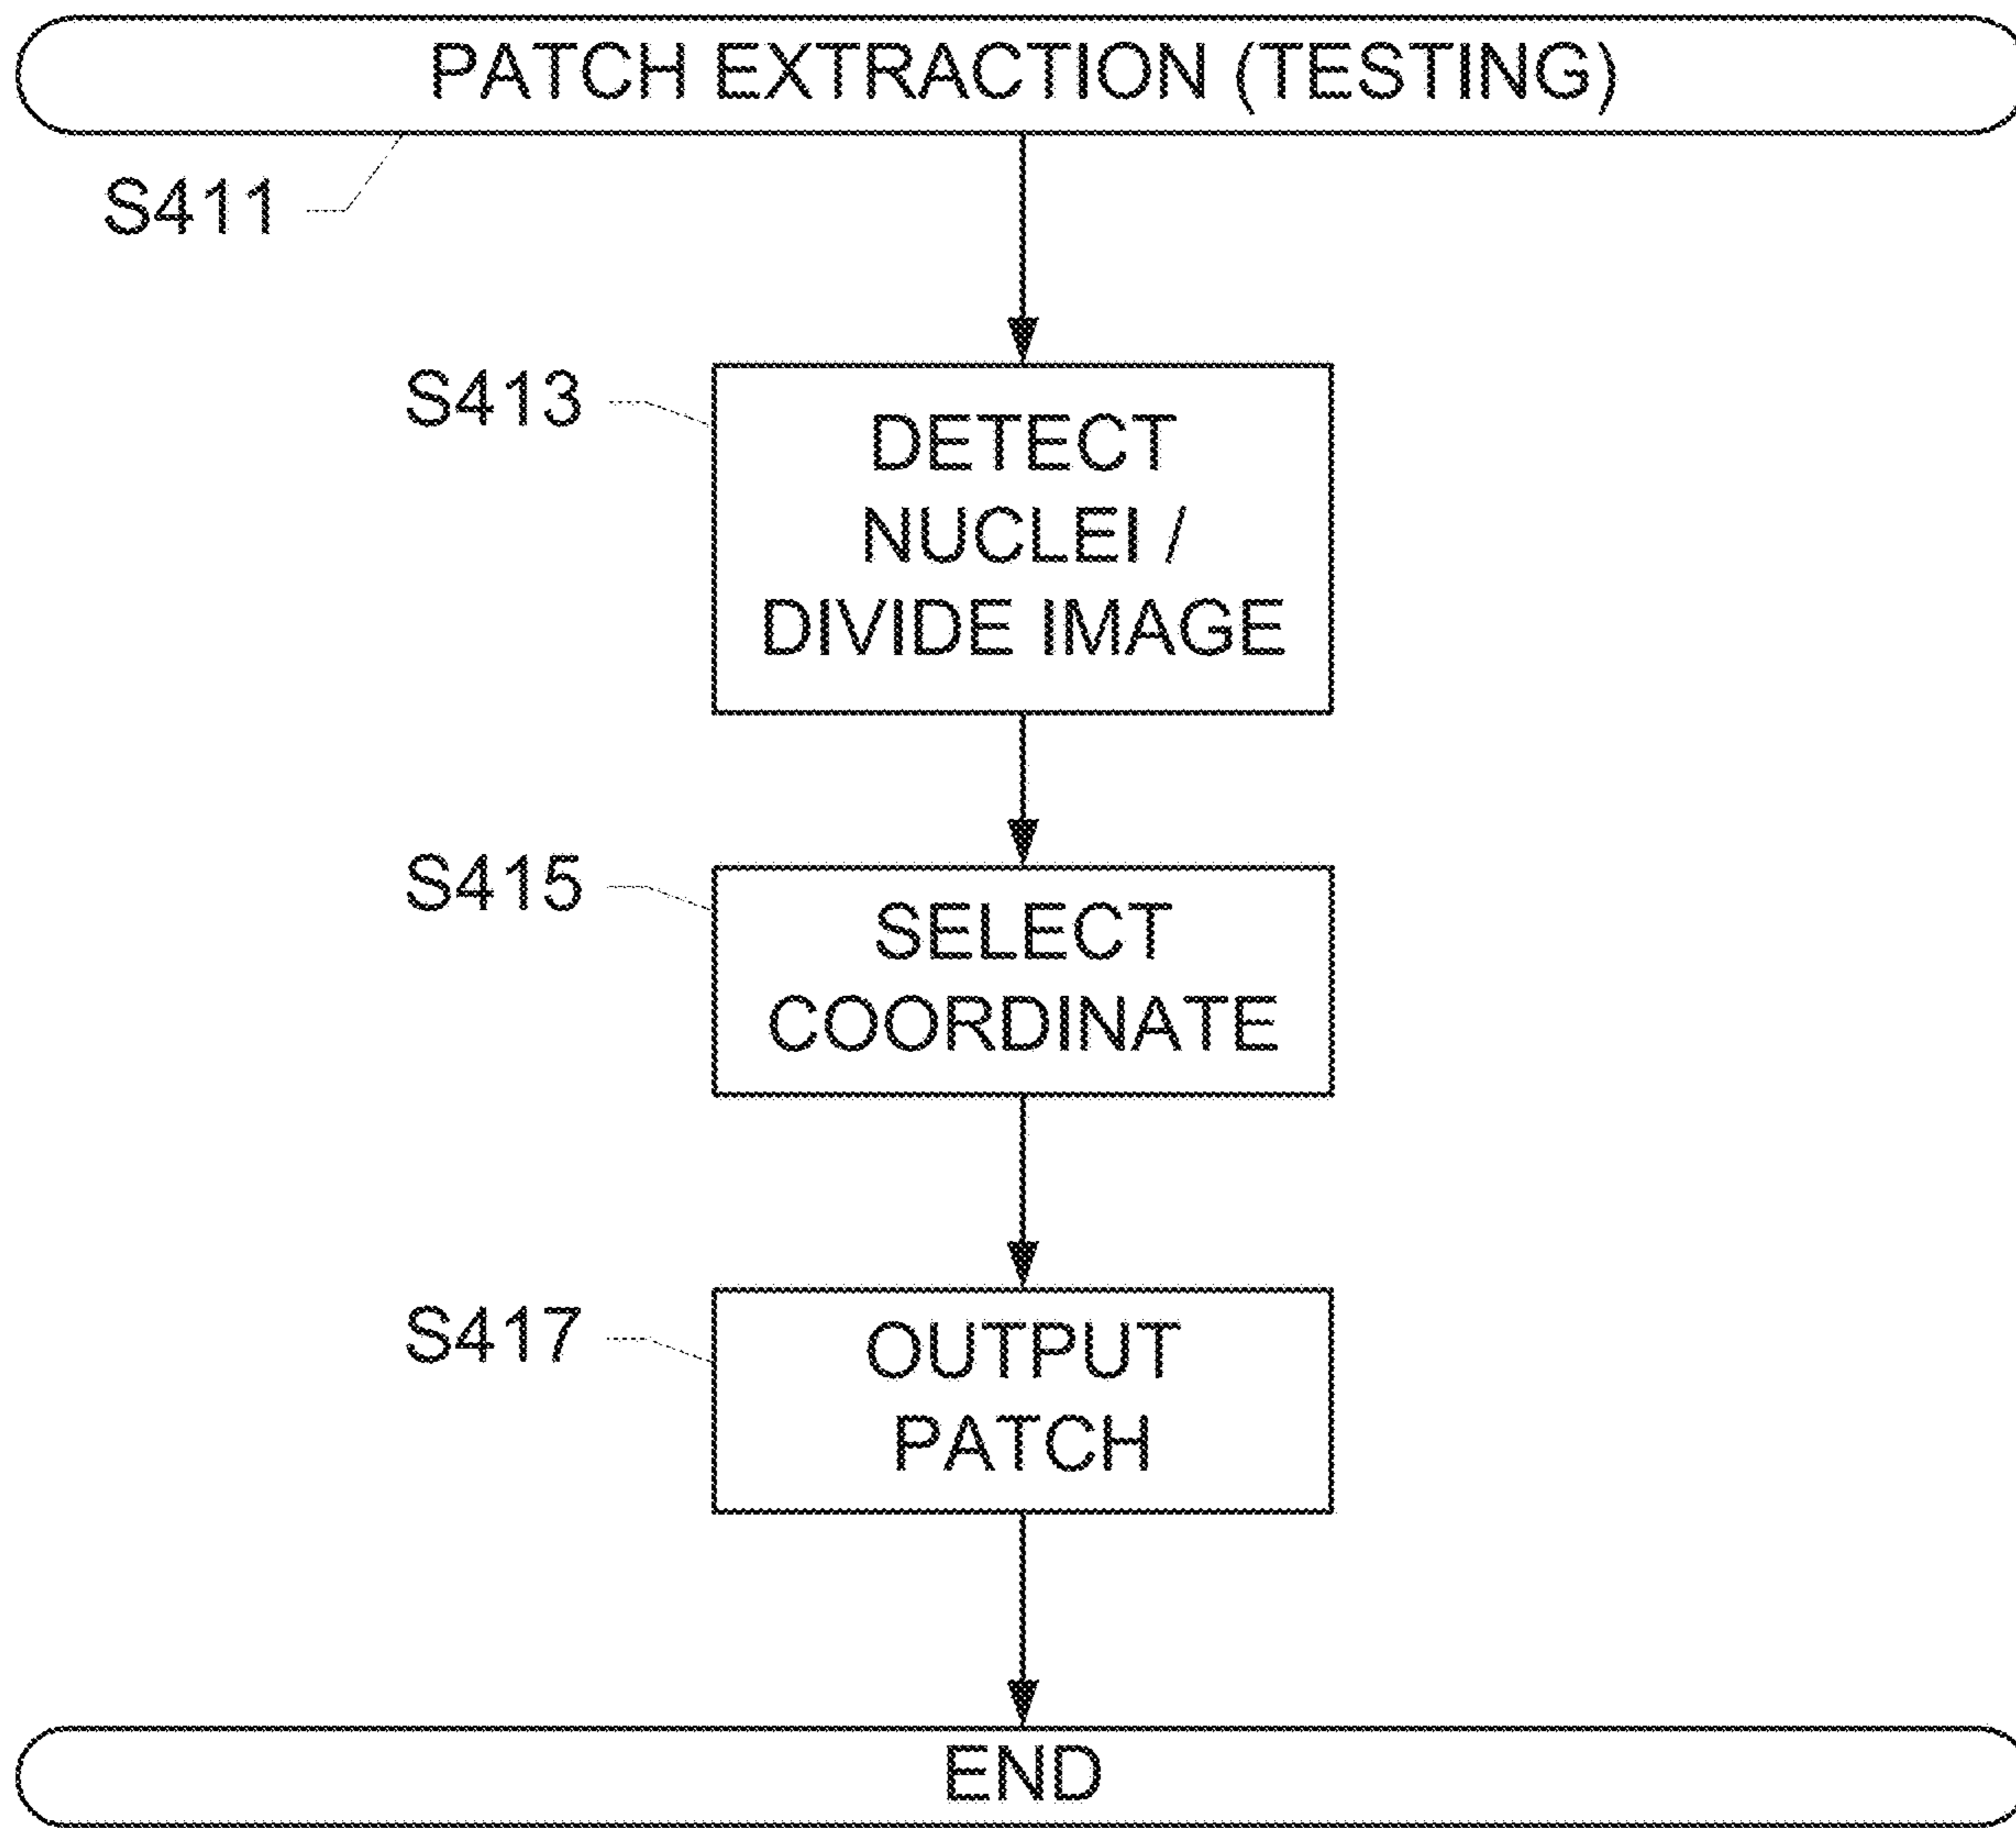 PATCH EXTRACTION (TESTING)
S411
S413
DETECT
NUCLEI /
DIVIDE IMAGE
S415
SELECT
COORDINATE
S417
OUTPUT
PATCH
END